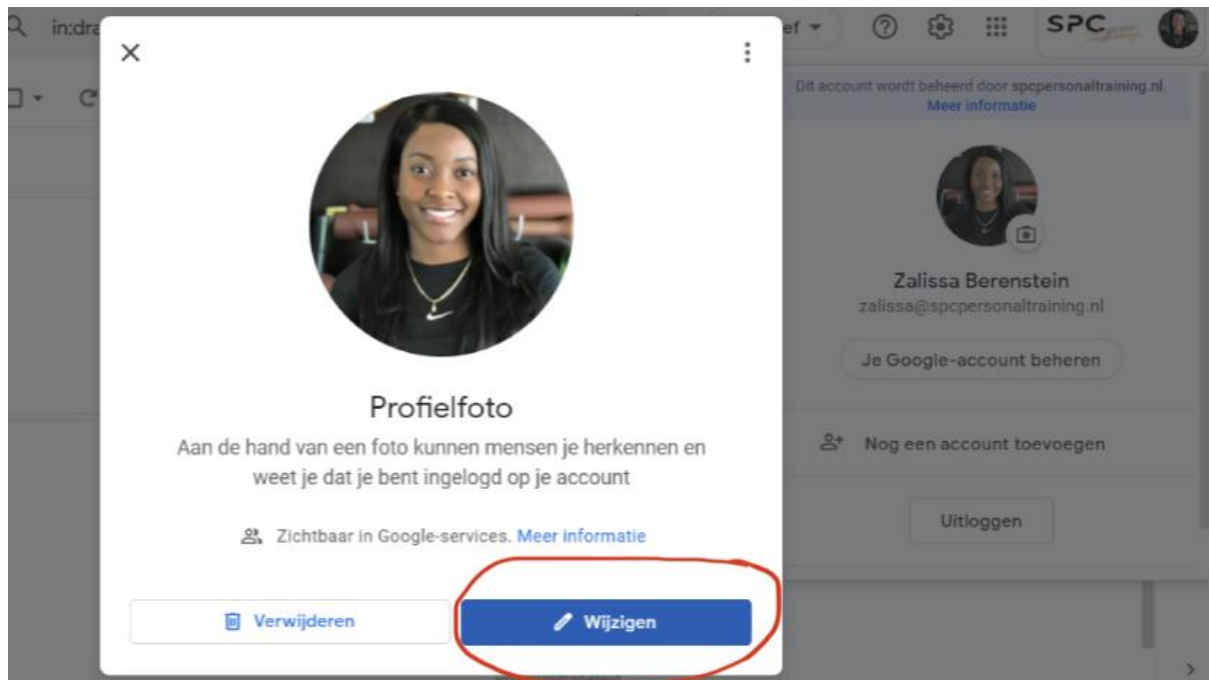 in:dra
ef
SPC
Dit account wordt beheerd door spcpersonaltraining.nl.
Meer informatie
Zalissa Berenstein
zalissa@spcpersonaltraining.nl
Je Google-account beheren
Nog een account toevoegen
Uitloggen
Profielfoto
Aan de hand van een foto kunnen mensen je herkennen en
weet je dat je bent ingelogd op je account
Zichtbaar in Google-services. Meer informatie
Verwijderen
Wijzigen